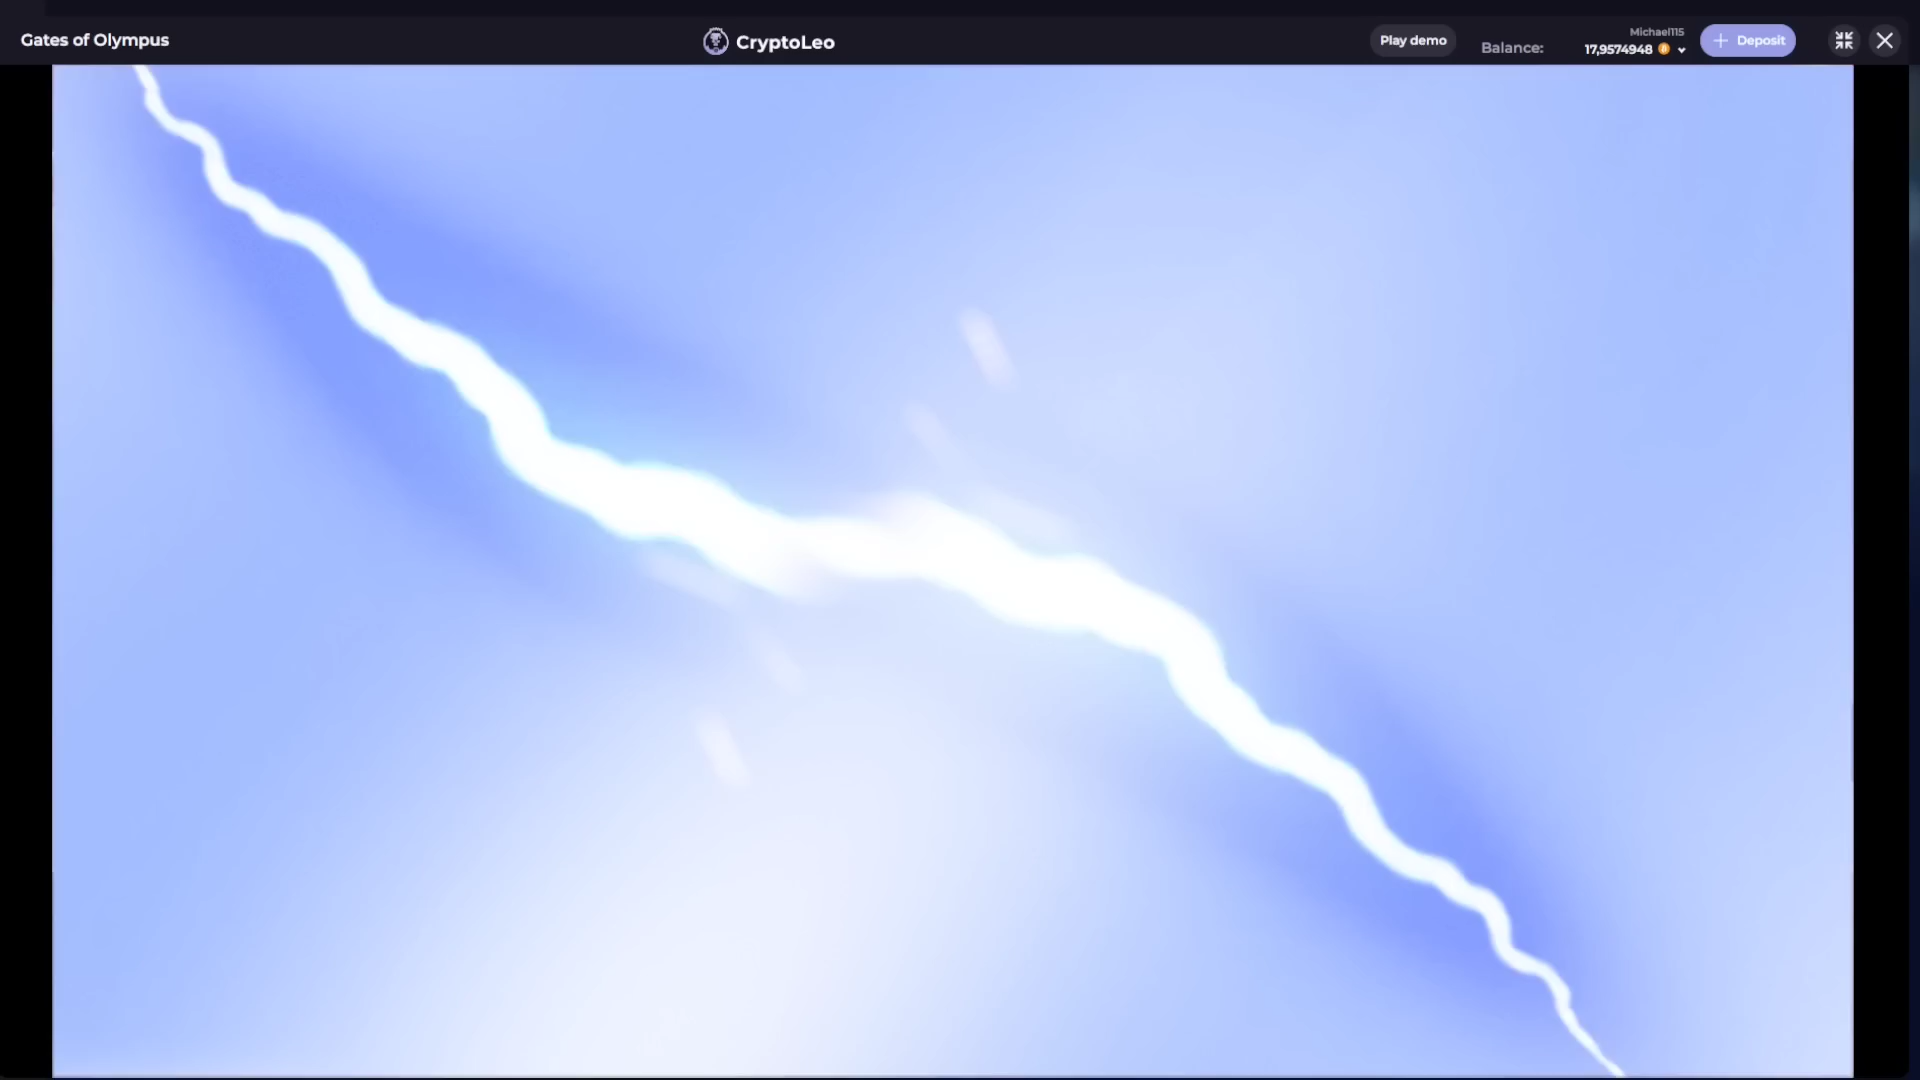 Gates of Olympus
CryptoLeo
Play demo
Balance:
Michael115
17,9574948
Deposit